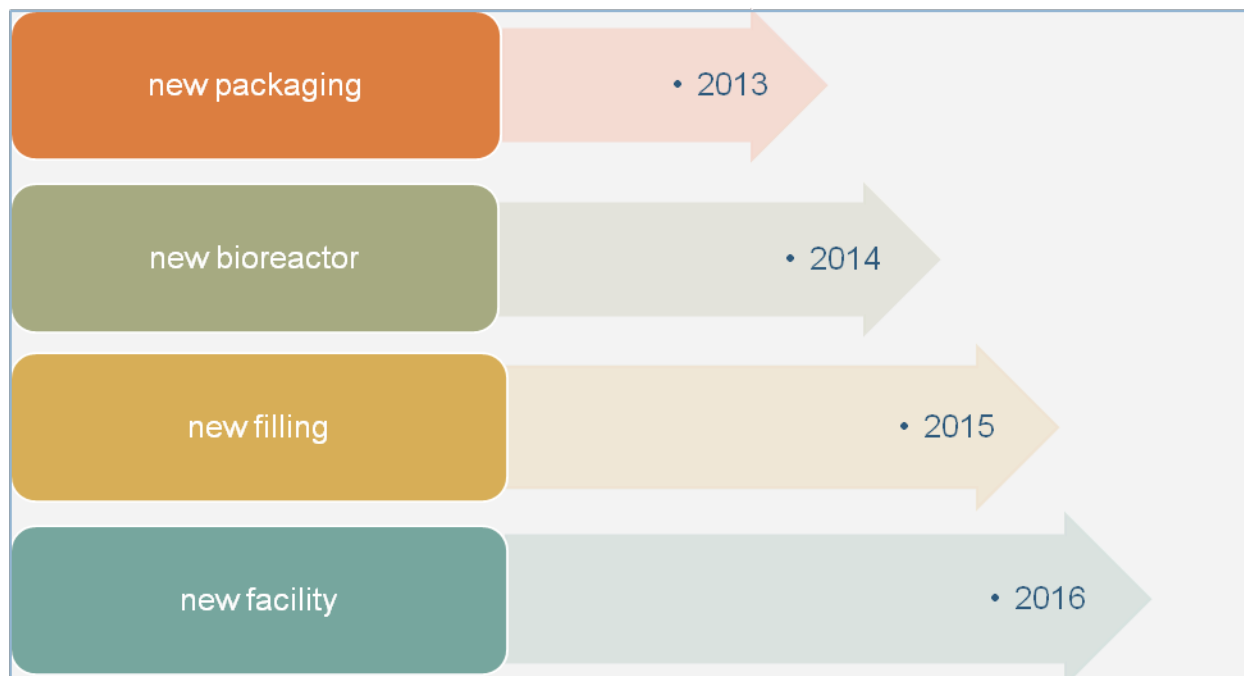 new packaging
• 2013
new bioreactor
• 2014
new filling
• 2015
new facility
• 2016